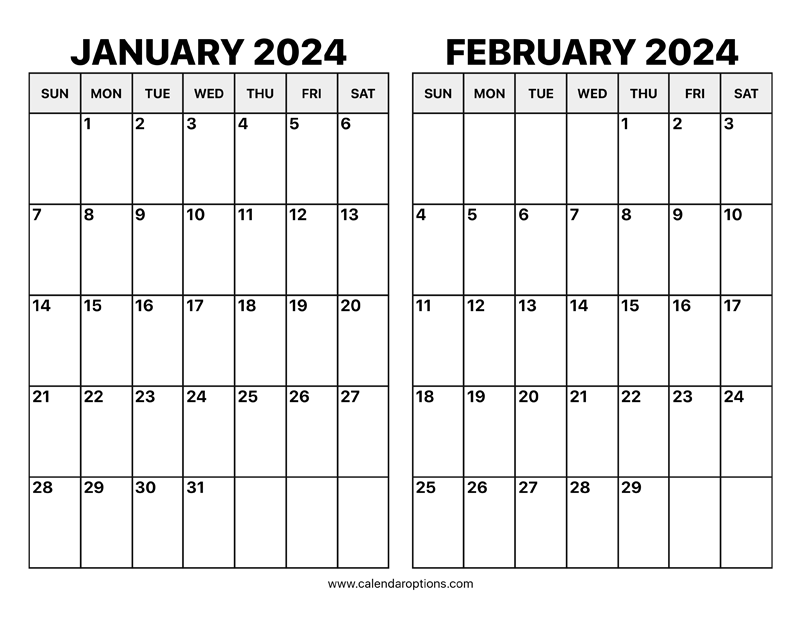 JANUARY 2024
SUN MON TUE WED THU FRI SAT
1 2 3 4 5 6
7 8 9 10 11 12 13
14 15 16 17 18 19 20
21 22 23 24 25 26 27
28 29 30 31
FEBRUARY 2024
SUN MON TUE WED THU FRI SAT
1 2 3
4 5 6 7 8 9 10
11 12 13 14 15 16 17
18 19 20 21 22 23 24
25 26 27 28 29
www.calendaroptions.com